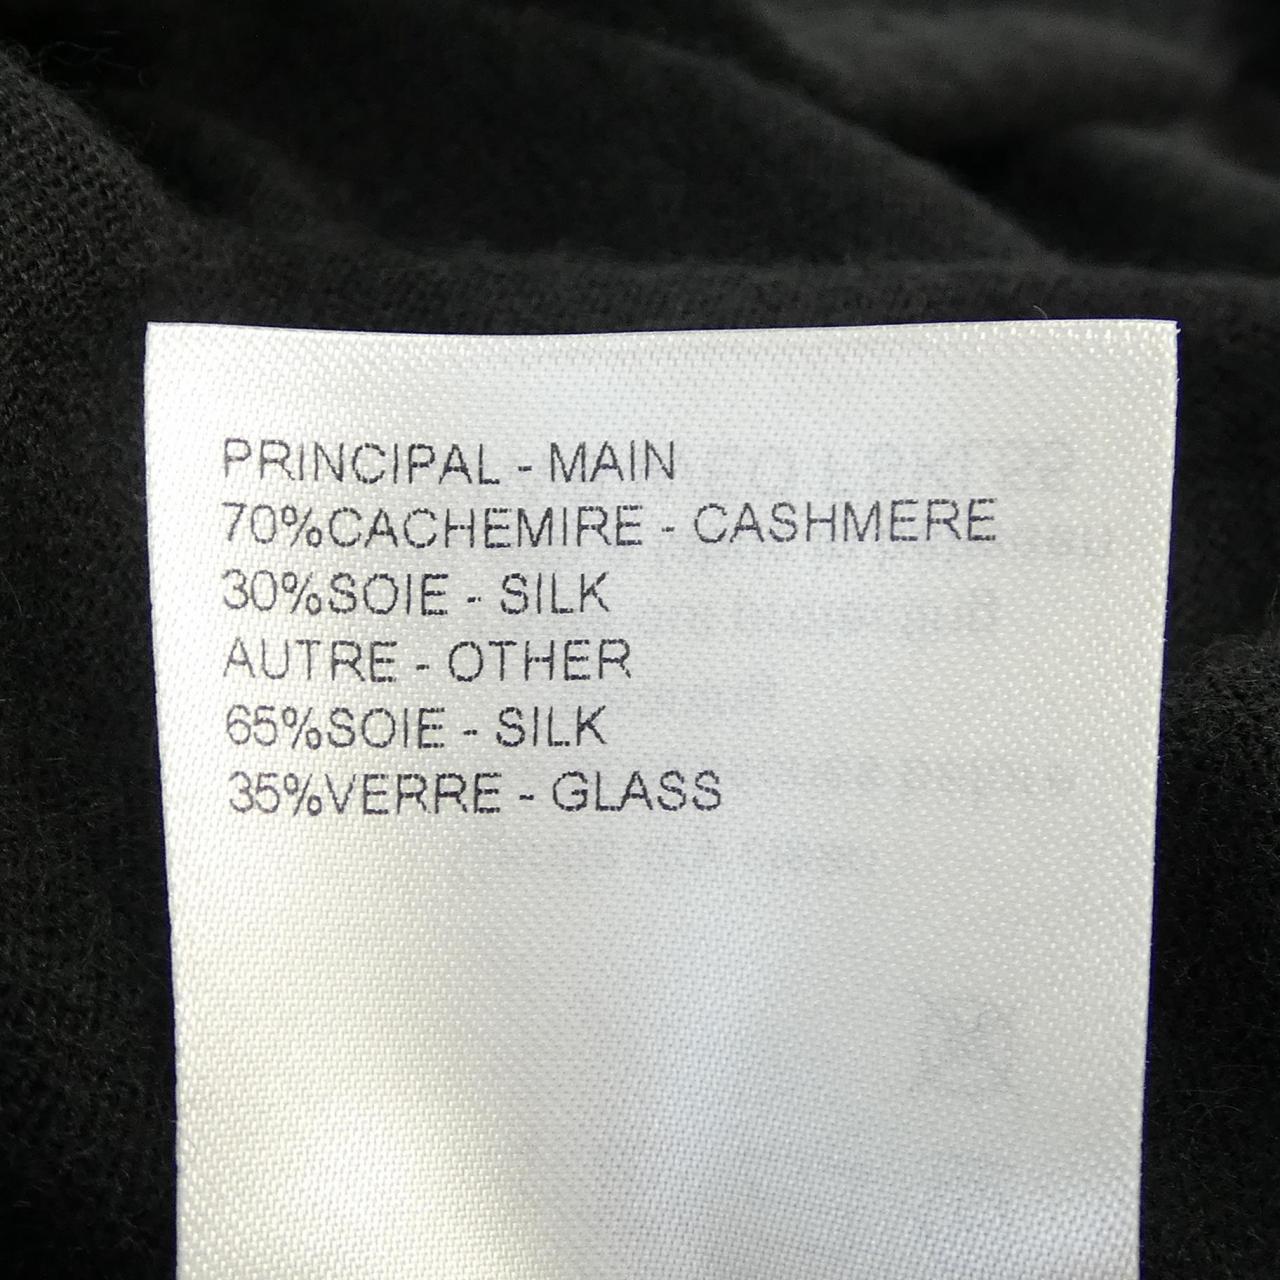 PRINCIPAL - MAIN
70%CACHEMIRE - CASHMERE
30%SOIE - SILK
AUTRE - OTHER
65%SOIE - SILK
35%VERRE - GLASS